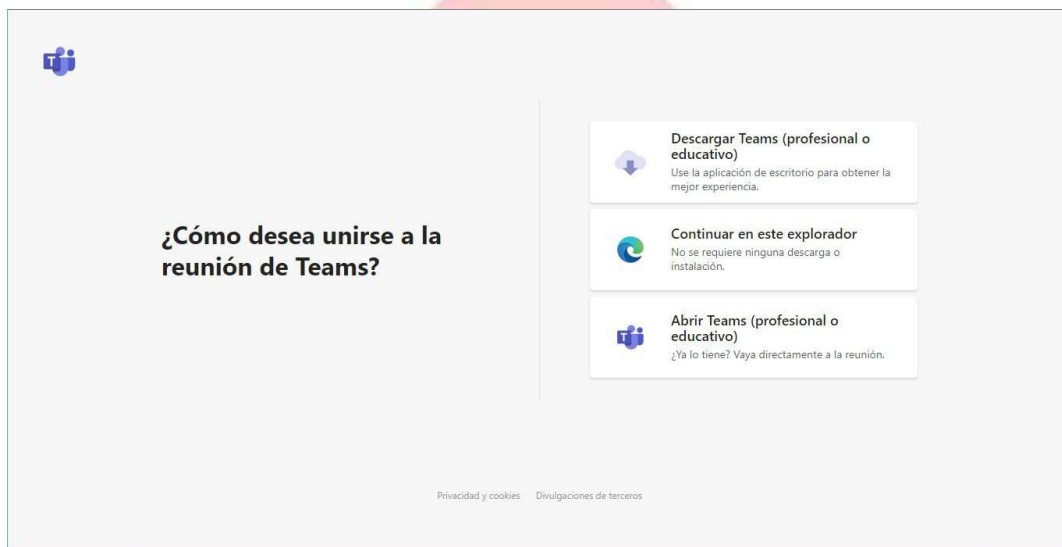 ¿Cómo desea unirse a la
reunión de Teams?
Descargar Teams (profesional o
educativo)
Use la aplicación de escritorio para obtener la
mejor experiencia.
Continuar en este explorador
No se requiere ninguna descarga o
instalación.
Abrir Teams (profesional o
educativo)
¿Ya lo tiene? Vaya directamente a la reunión.
Privacidad y cookies Divulgaciones de terceros